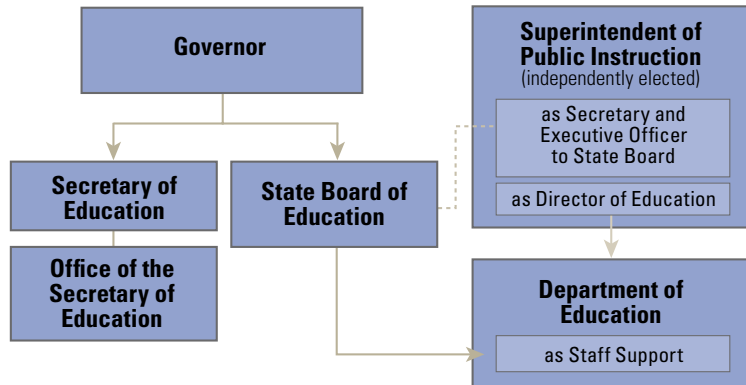 Governor
Superintendent of
Public Instruction
(independently elected)
as Secretary and
Executive Officer
to State Board
as Director of Education
Secretary of
Education
State Board of
Education
Office of the
Secretary of
Education
Department of
Education
as Staff Support